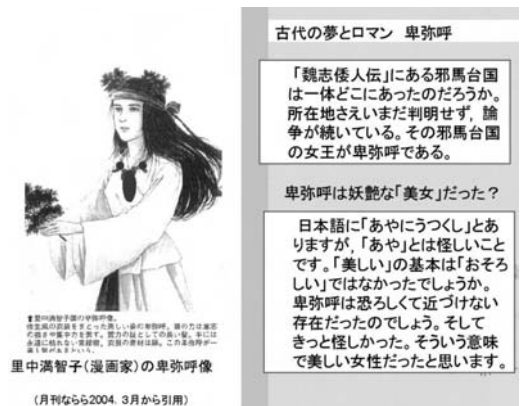 古代の夢とロマン 卑弥呼
「魏志倭人伝」にある邪馬台国
は一体どこにあったのだろうか。
所在地さえいまだ判明せず, 論
争が続いている。その邪馬台国
の女王が卑弥呼である。
卑弥呼は妖艶な「美女」だった?
日本語に「あやにうつくし」とあ
りますが,「あや」とは怪しいこと
です。「美しい」の基本は「おそろ
しい」ではなかったでしょうか。
卑弥呼は恐ろしくて近づけない
存在だったのでしょう。そして
きっと怪しかった。そういう意味
で美しい女性だったと思います。
里中満智子(漫画家)の卑弥呼像
(月刊なら2004. 3月から引用)